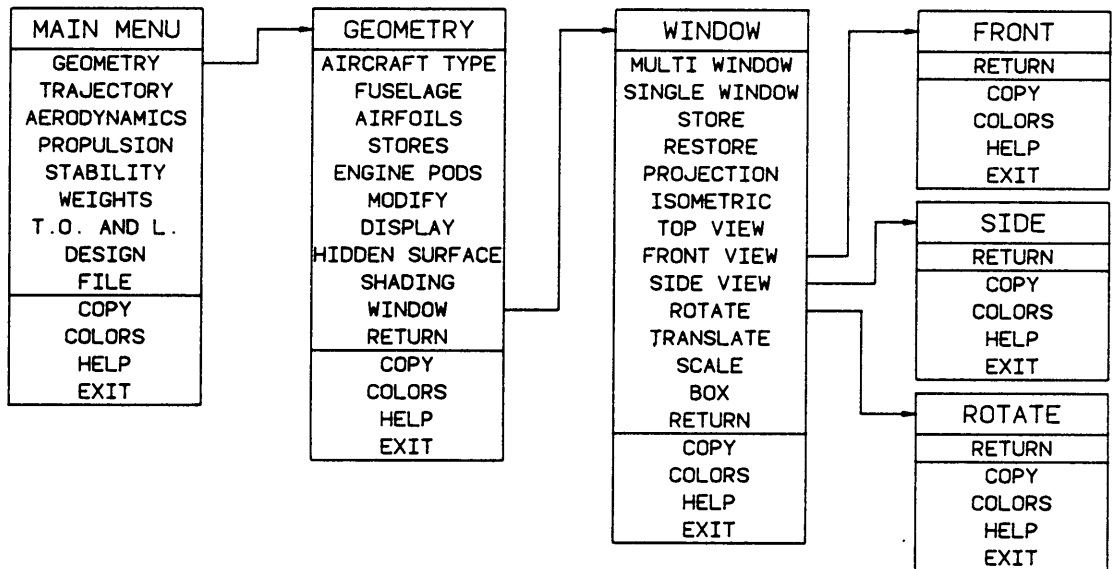 MAIN MENU
GEOMETRY
TRAJECTORY
AERODYNAMICS
PROPULSION
STABILITY
WEIGHTS
T.O. AND L.
DESIGN
FILE
COPY
COLORS
HELP
EXIT
GEOMETRY
AIRCRAFT TYPE
FUSELAGE
AIRFOILS
STORES
ENGINE PODS
MODIFY
DISPLAY
HIDDEN SURFACE
SHADING
WINDOW
RETURN
COPY
COLORS
HELP
EXIT
WINDOW
MULTI WINDOW
SINGLE WINDOW
STORE
RESTORE
PROJECTION
ISOMETRIC
TOP VIEW
FRONT VIEW
SIDE VIEW
ROTATE
TRANSLATE
SCALE
BOX
RETURN
COPY
COLORS
HELP
EXIT
FRONT
RETURN
COPY
COLORS
HELP
EXIT
SIDE
RETURN
COPY
COLORS
HELP
EXIT
ROTATE
RETURN
COPY
COLORS
HELP
EXIT